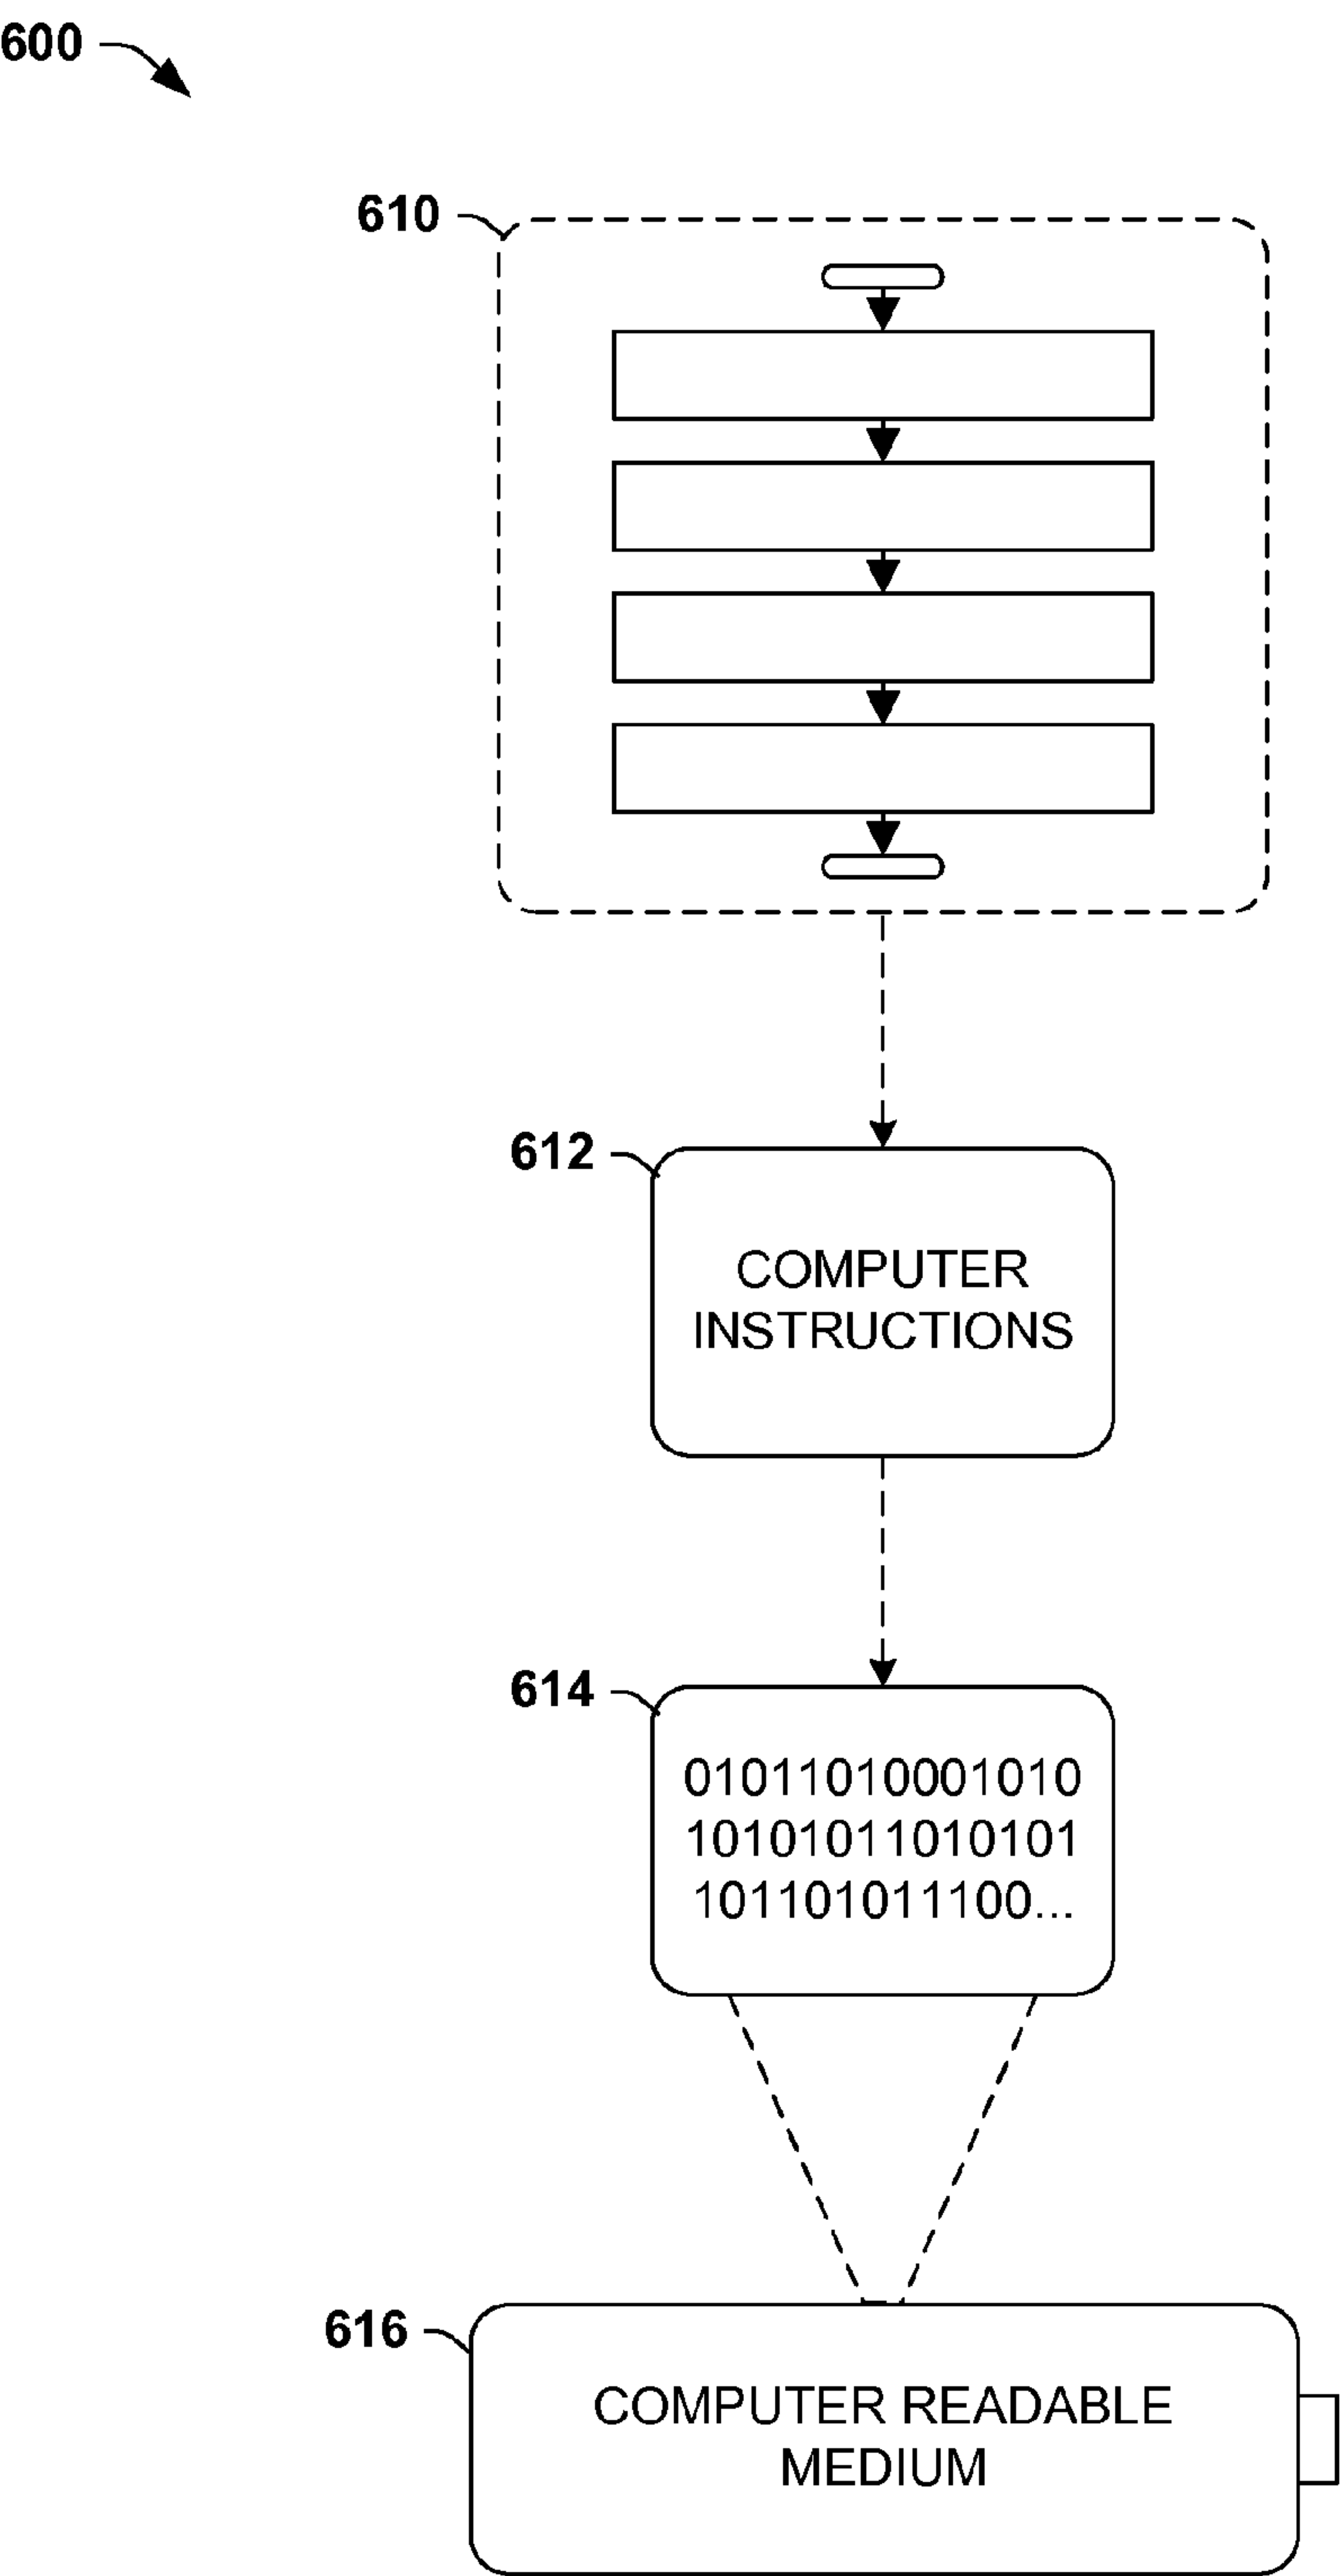 600
610
612
COMPUTER
INSTRUCTIONS
614
01011010001010
10101011010101
101101011100...
616
COMPUTER READABLE
MEDIUM